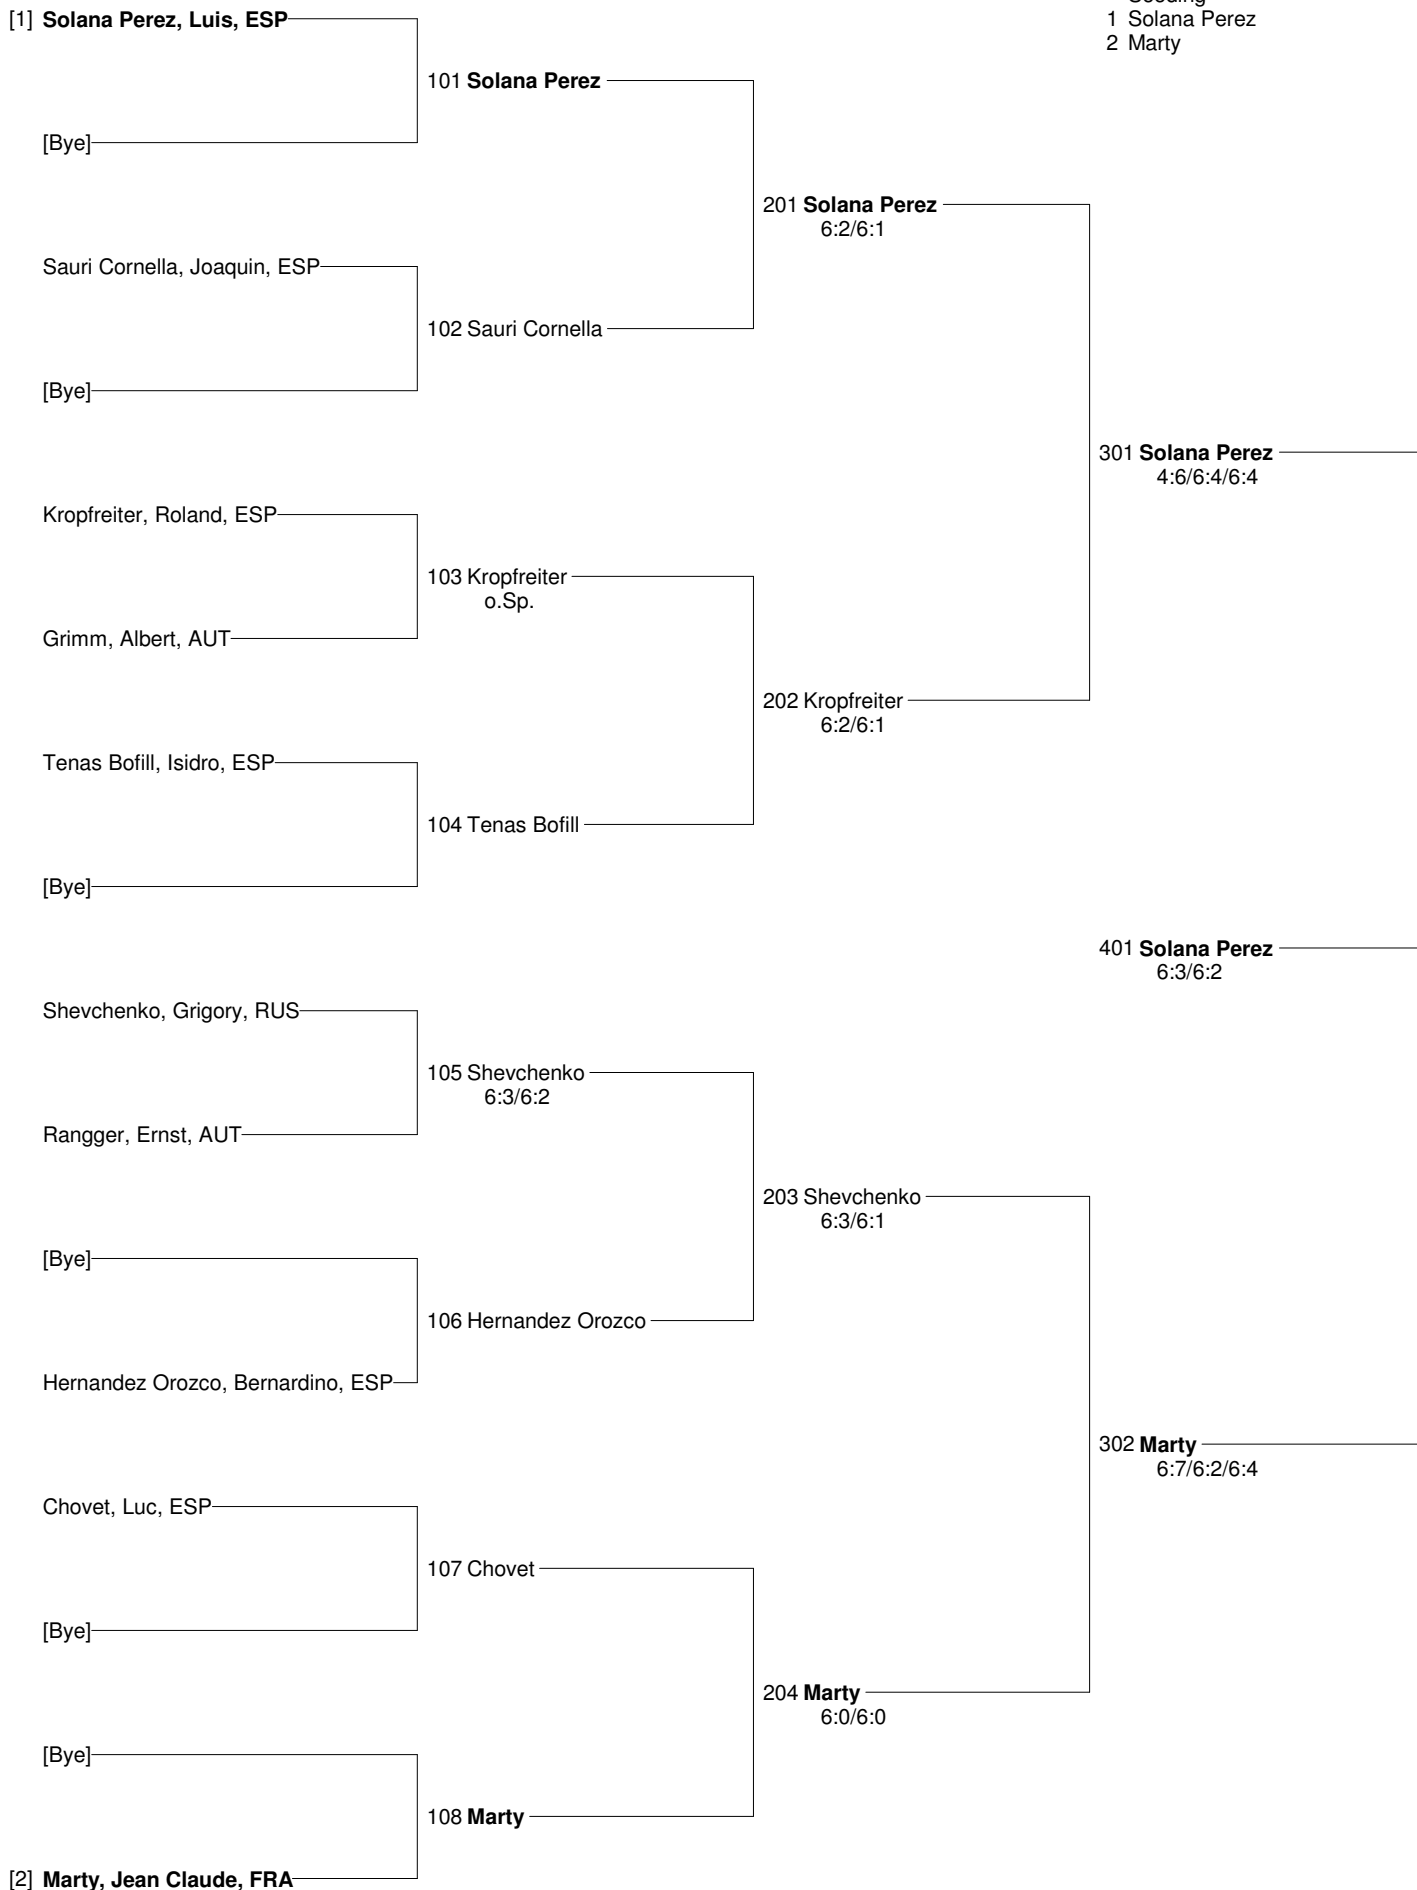 Seeding
[1] Solana Perez, Luis, ESP
1 Solana Perez
2 Marty
101 Solana Perez
[Bye]
201 Solana Perez
6:2/6:1
Sauri Cornella, Joaquin, ESP
102 Sauri Cornella
[Bye]
301 Solana Perez
4:6/6:4/6:4
Kropfreiter, Roland, ESP
103 Kropfreiter
o.Sp.
Grimm, Albert, AUT
202 Kropfreiter
6:2/6:1
Tenas Bofill, Isidro, ESP
104 Tenas Bofill
[Bye]
401 Solana Perez
6:3/6:2
Shevchenko, Grigory, RUS
105 Shevchenko
6:3/6:2
Rangger, Ernst, AUT
203 Shevchenko
6:3/6:1
[Bye]
106 Hernandez Orozco
Hernandez Orozco, Bernardino, ESP
302 Marty
6:7/6:2/6:4
Chovet, Luc, ESP
107 Chovet
[Bye]
204 Marty
6:0/6:0
[Bye]
108 Marty
[2] Marty, Jean Claude, FRA